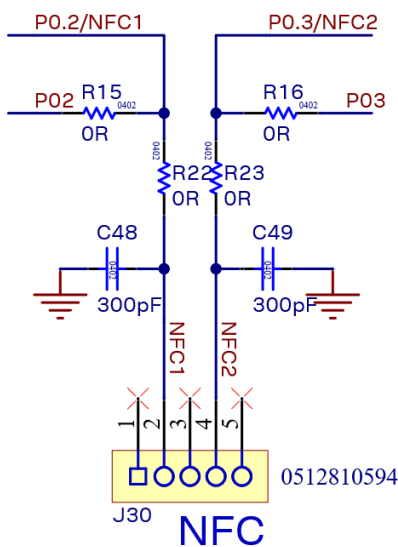 P0.2/NFC1
P0.3/NFC2
R15
R16
P02
0402
0402
P03
0R
0R
0402
0402
R22
R23
0R
0R
C48
C49
0402
0402
300pF
300pF
NFC1
NFC2
1
2
3
4
5
0512810594
J30
NFC